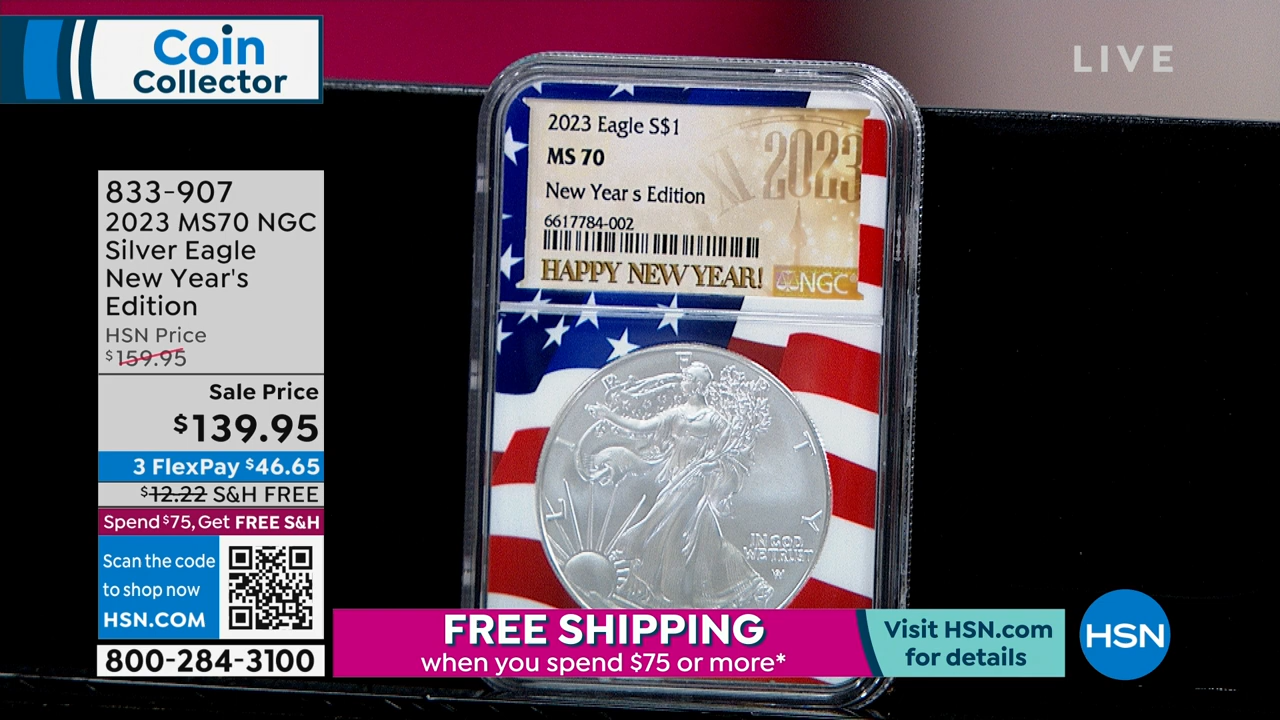 Coin
Collector
LIVE
833-907
2023 MS70 NGC
Silver Eagle
New Year's
Edition
HSN Price
$159.95
Sale Price
$139.95
3 FlexPay $46.65
$12.22 S&H FREE
Spend $75, Get FREE S&H
Scan the code
to shop now
HSN.COM
800-284-3100
2023 Eagle S$1
MS 70
New Year s Edition
6617784-002
HAPPY NEW YEAR!
NGC
XI 2023
L I B E R T Y
IN GOD
WE TRUST
W
FREE SHIPPING
when you spend $75 or more*
Visit HSN.com
for details
HSN